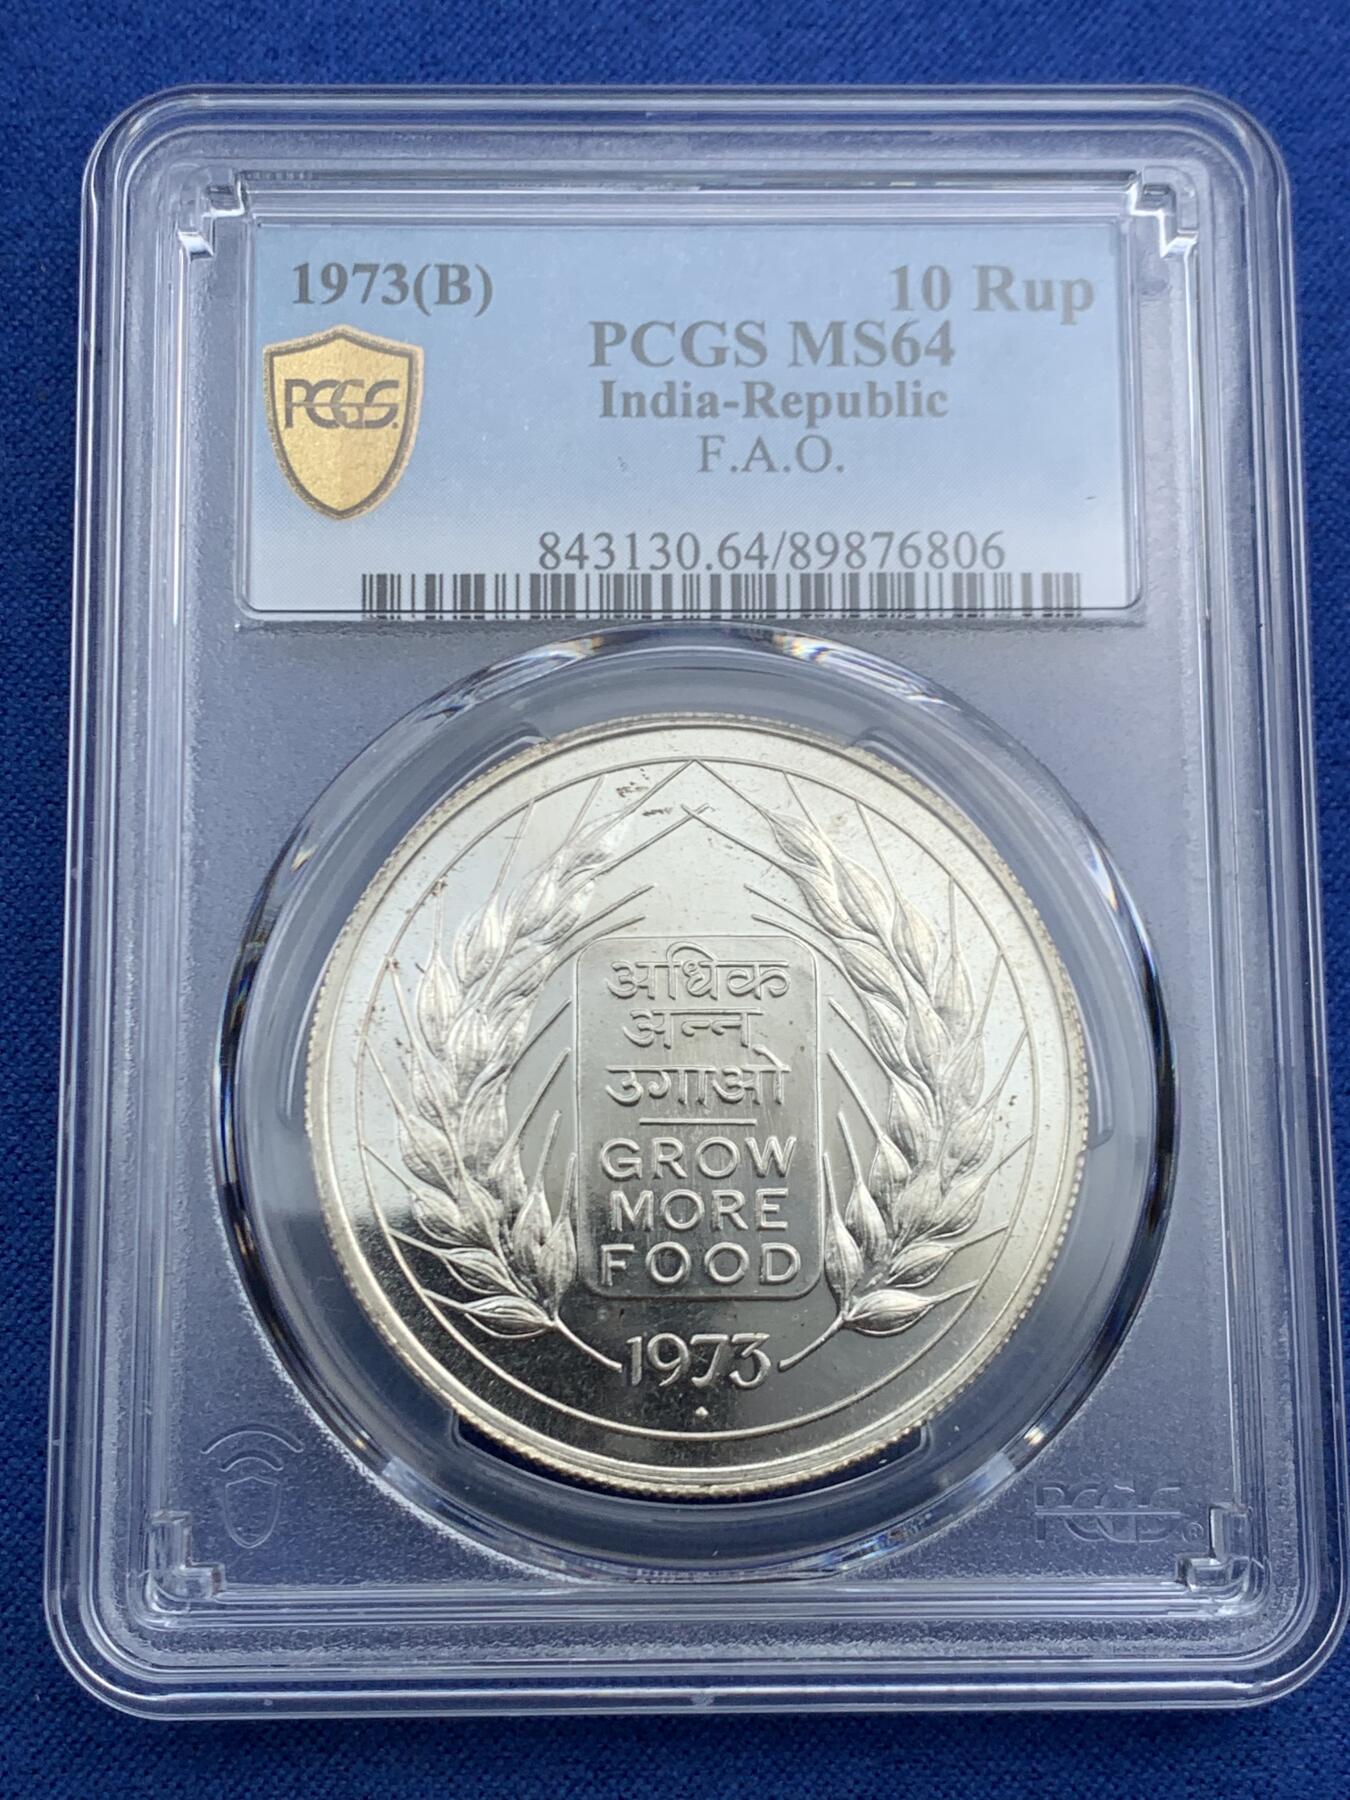 1973(B)
10 Rup
PCGS MS64
India-Republic
F.A.O.
PCGS
843130.64/89876806
अधिक
अन्न
उगाओ
GROW
MORE
FOOD
1973
PCGS